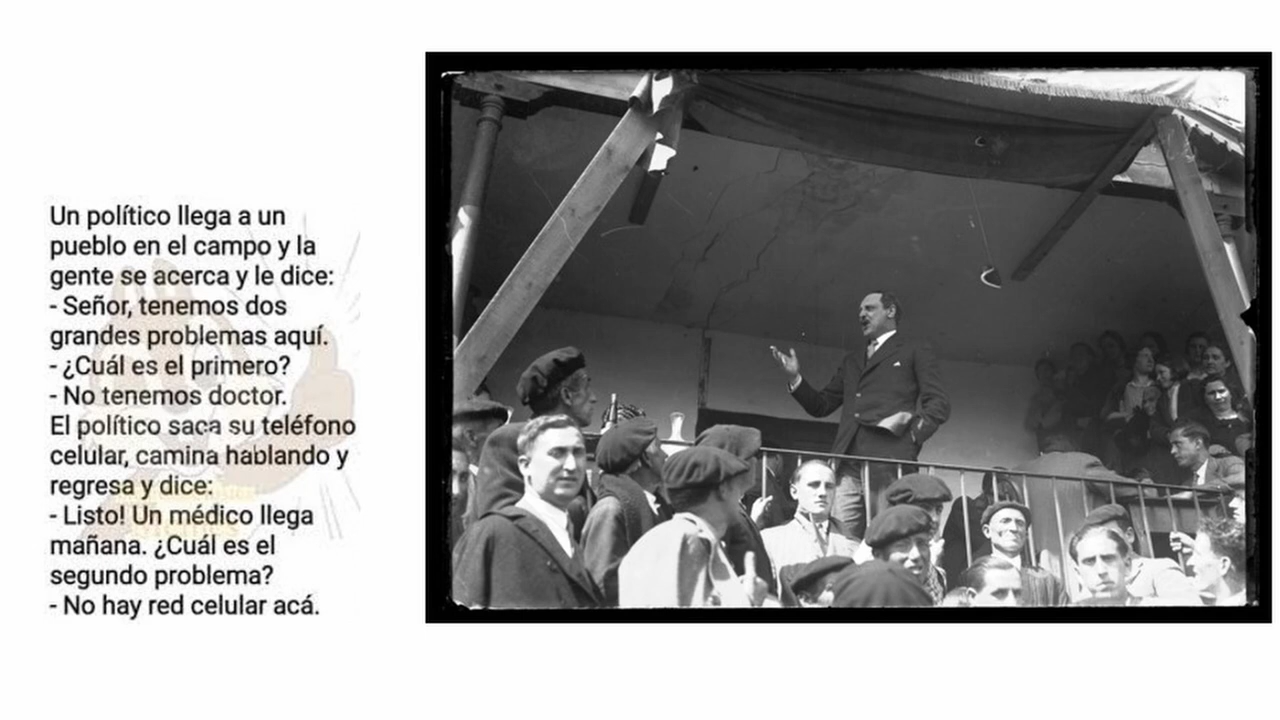 Un político llega a un
pueblo en el campo y la
gente se acerca y le dice:
- Señor, tenemos dos
grandes problemas aquí.
- ¿Cuál es el primero?
- No tenemos doctor.
El político saca su teléfono
celular, camina hablando y
regresa y dice:
- Listo! Un médico llega
mañana. ¿Cuál es el
segundo problema?
- No hay red celular acá.